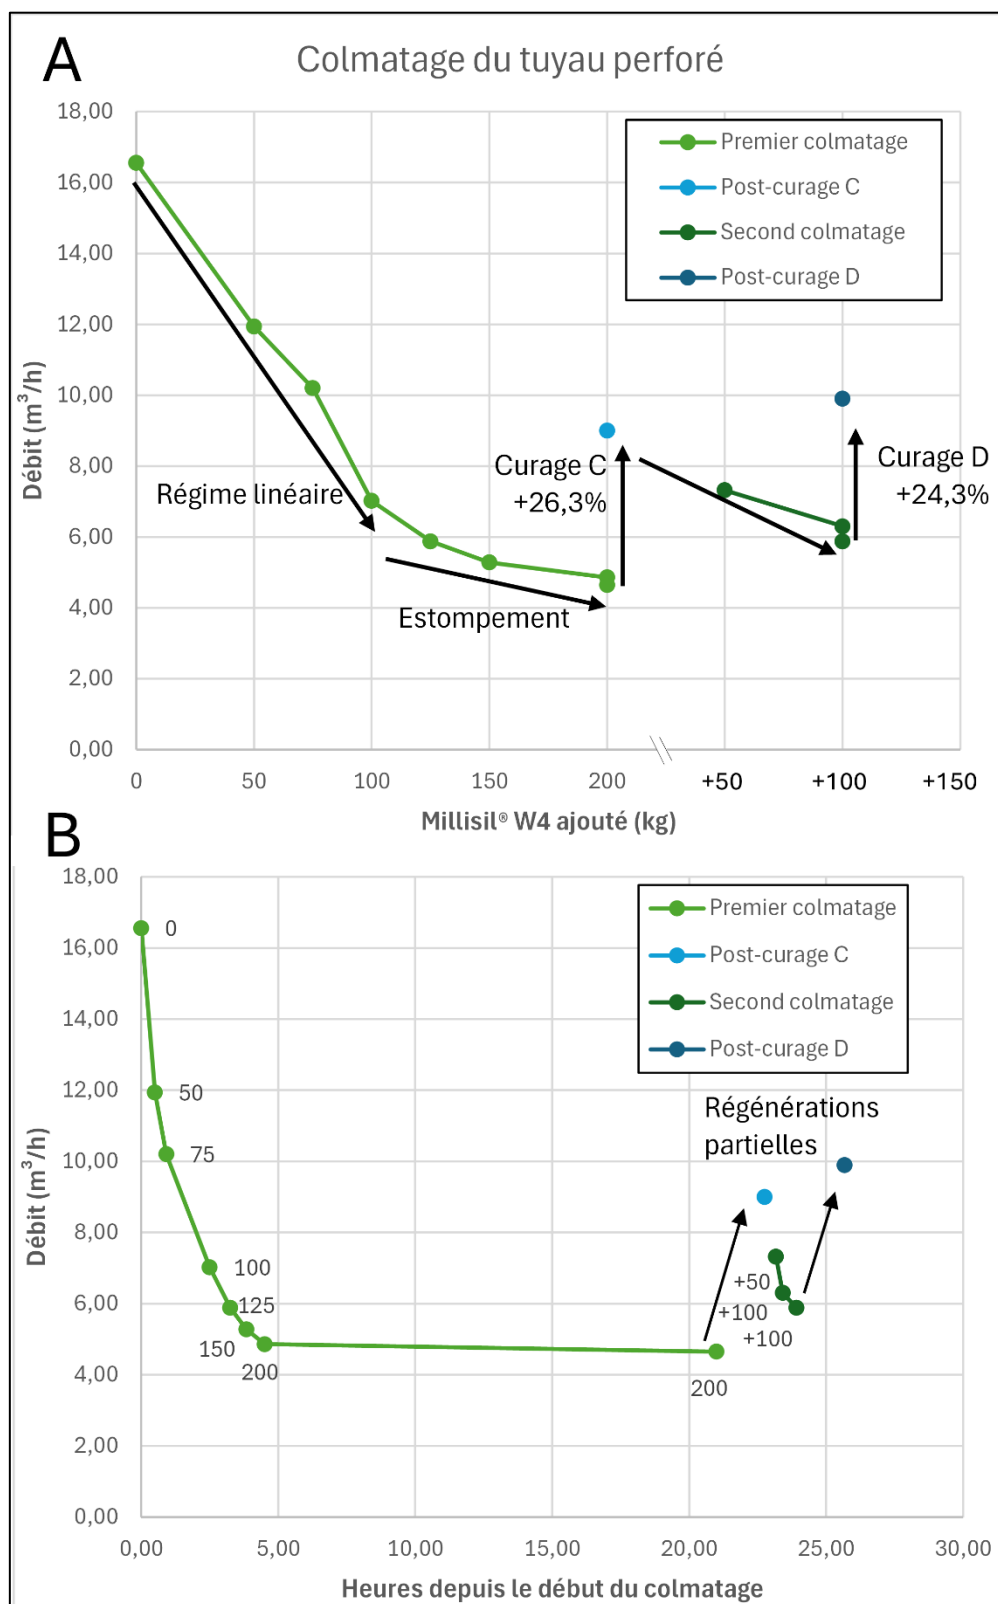 A
Colmatage du tuyau perforé
18,00
16,00
14,00
12,00
10,00
8,00
6,00
4,00
2,00
0,00
Débit (m³/h)
Premier colmatage
Post-curage C
Second colmatage
Post-curage D
Régime linéaire
Estompement
Curage C
+26,3%
Curage D
+24,3%
0
50
100
150
200
+50
+100
+150
Millisil® W4 ajouté (kg)
B
18,00
16,00
14,00
12,00
10,00
8,00
6,00
4,00
2,00
0,00
Débit (m³/h)
Premier colmatage
Post-curage C
Second colmatage
Post-curage D
Régénérations
partielles
0
50
75
100
125
150
200
200
+50
+100
+100
0,00
5,00
10,00
15,00
20,00
25,00
30,00
Heures depuis le début du colmatage